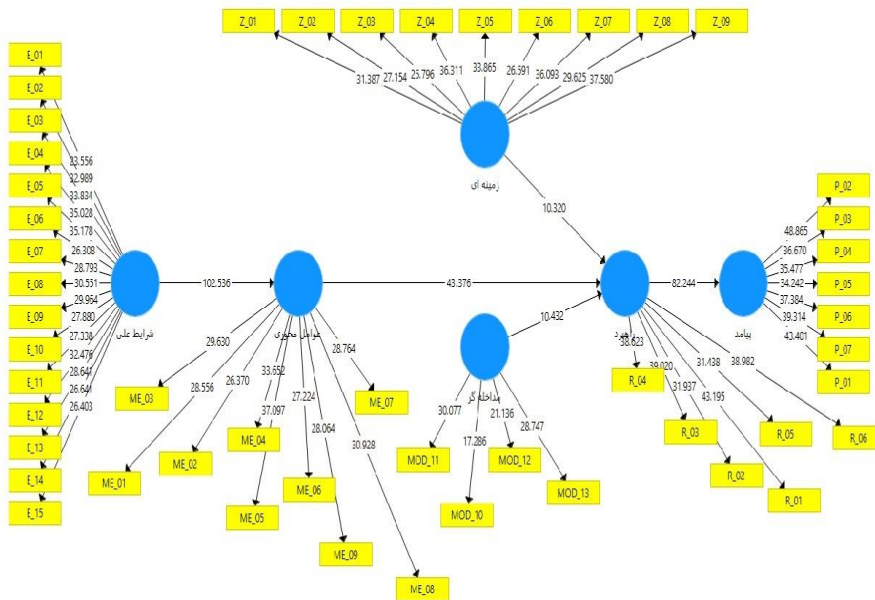 Z_01 Z_02 Z_03 Z_04 Z_05 Z_06 Z_07 Z_08 Z_09
31.387 27.154 25.796 36.311 33.865 26.591 36.093 29.625 37.580
زمینه ای
E_01
E_02
E_03
E_04
E_05
E_06
E_07
E_08
E_09
E_10
E_11
E_12
E_13
E_14
E_15
23.556
32.989
33.834
35.028
35.178
26.308
28.793
30.551
29.964
27.880
27.338
32.476
28.641
26.641
26.403
شرایط علی
102.536
عوامل محوری
43.376
10.320
10.432
راهبرد
82.244
پیامد
P_02
P_03
P_04
P_05
P_06
P_07
P_01
48.865
36.670
35.477
34.242
37.384
39.314
43.401
مداخله گر
29.630
28.556
26.370
33.652
37.097
27.224
28.064
30.928
28.764
ME_03
ME_01
ME_02
ME_04
ME_05
ME_06
ME_09
ME_08
ME_07
30.077
17.286
21.136
28.747
MOD_11
MOD_10
MOD_12
MOD_13
38.623
39.020
31.937
43.195
31.438
38.982
R_04
R_03
R_02
R_01
R_05
R_06